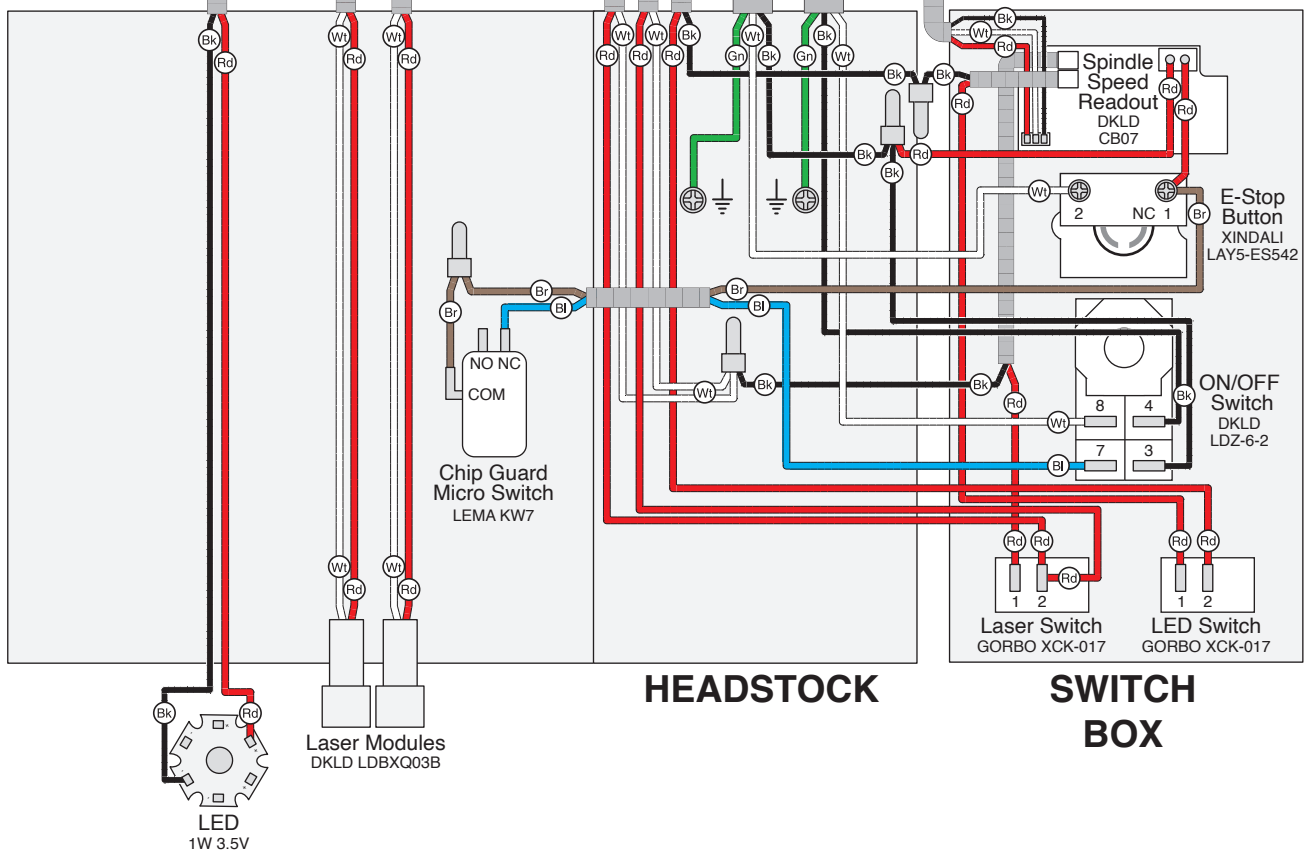 Bk
Rd
Wt
Rd
Wt
Rd
Rd
Wt
Rd
Wt
Rd
Bk
Gn
Wt
Bk
Gn
Bk
Wt
Bk
Bk
Rd
Bk
Wt
Rd
Spindle
Speed
Readout
DKLD
CB07
Rd
Rd
Bk
Rd
Bk
Wt
2
NC 1
Br
E-Stop
Button
XINDALI
LAY5-ES542
Br
Br
Bl
Br
Bl
NO NC
COM
Chip Guard
Micro Switch
LEMA KW7
Wt
Bk
Bk
Rd
ON/OFF
Switch
DKLD
LDZ-6-2
Bk
Wt
8
4
Bl
7
3
Rd
Rd
Rd
1
2
Laser Switch
GORBO XCK-017
Rd
Rd
1
2
LED Switch
GORBO XCK-017
Wt
Rd
Wt
Rd
HEADSTOCK
SWITCH
BOX
Bk
Rd
LED
1W 3.5V
Laser Modules
DKLD LDBXQ03B